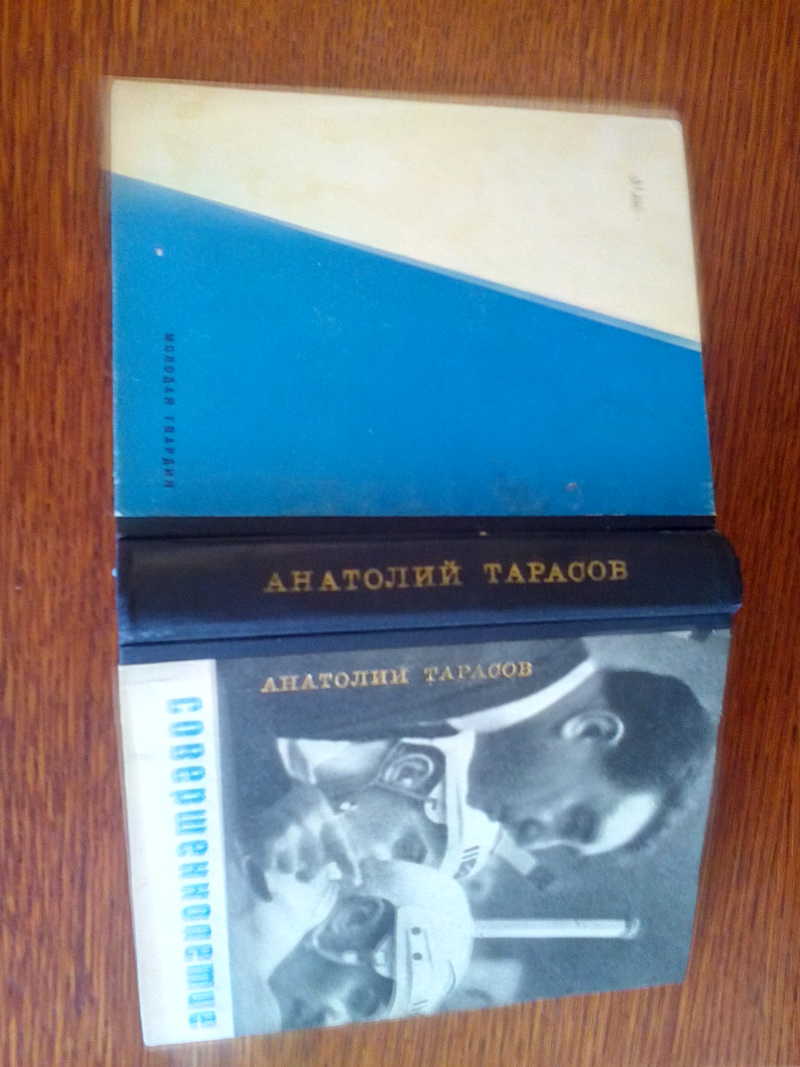 МОЛОДАЯ ГВАРДИЯ
АНАТОЛИЙ ТАРАСОВ
АНАТОЛИЙ ТАРАСОВ
совершеннолетие